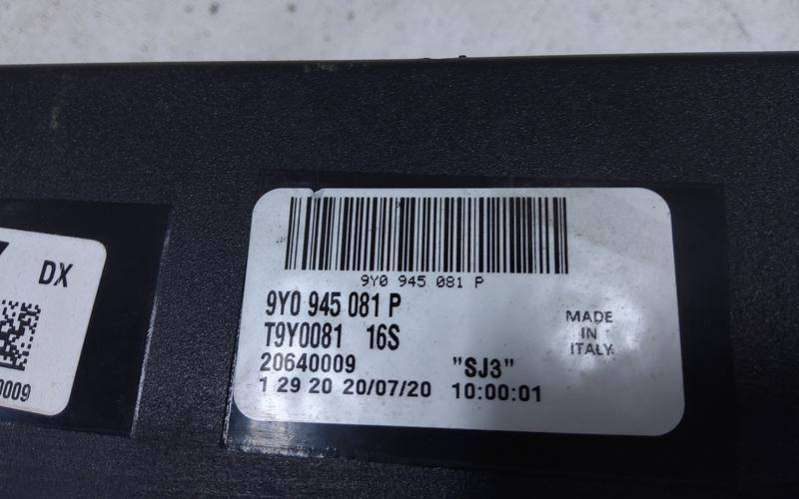 DX
0009
9Y0 945 081 P
9Y0 945 081 P
T9Y0081 16S
20640009 "SJ3"
1 29 20 20/07/20 10:00:01
MADE
IN
ITALY